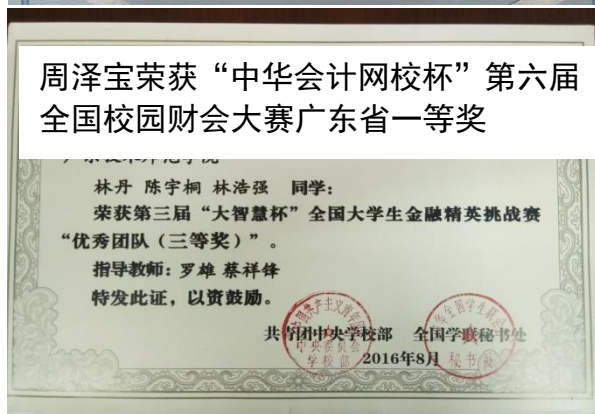 周泽宝荣获“中华会计网校杯”第六届
全国校园财会大赛广东省一等奖
林丹 陈宇桐 林浩强 同学：
荣获第三届“大智慧杯”全国大学生金融精英挑战赛
“优秀团队（三等奖）”。
指导教师：罗雄 蔡祥锋
特发此证，以资鼓励。
共青团中央学校部 全国学联秘书处
2016年8月